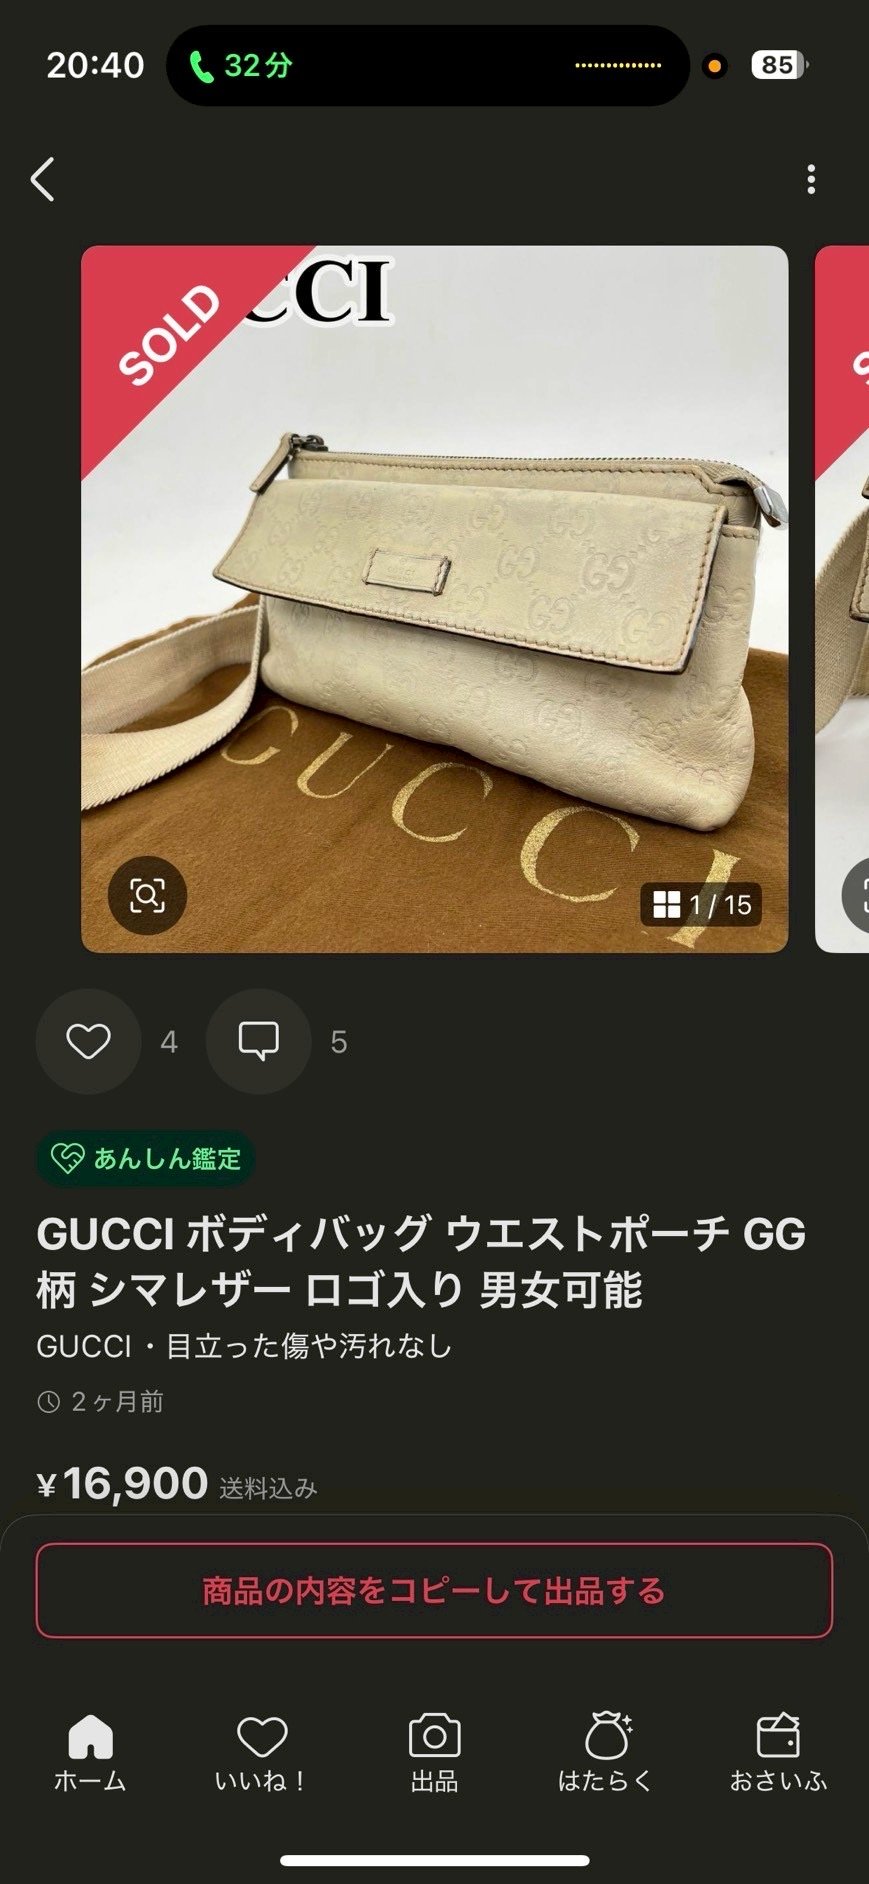 20:40
32分
85
SOLD
CCI
GUCCI
1 / 15
4
5
あんしん鑑定
GUCCI ボディバッグ ウエストポーチ GG
柄 シマレザー ロゴ入り 男女可能
GUCCI・目立った傷や汚れなし
2ヶ月前
¥16,900 送料込み
商品の内容をコピーして出品する
ホーム
いいね！
出品
はたらく
おさいふ